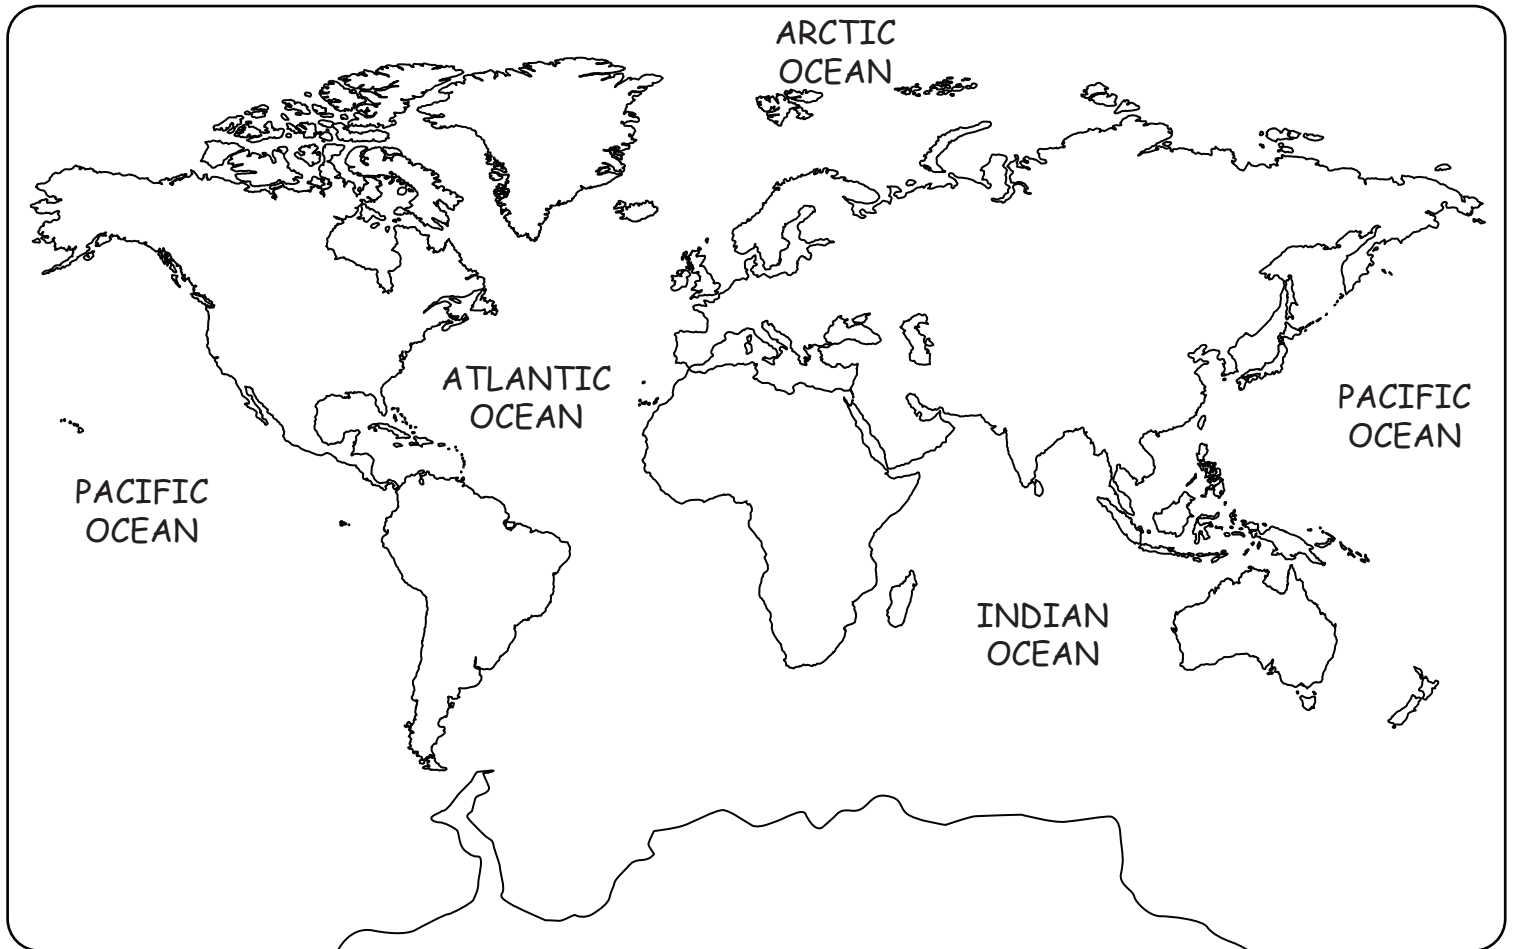 ARCTIC
OCEAN
ATLANTIC
OCEAN
PACIFIC
OCEAN
PACIFIC
OCEAN
INDIAN
OCEAN